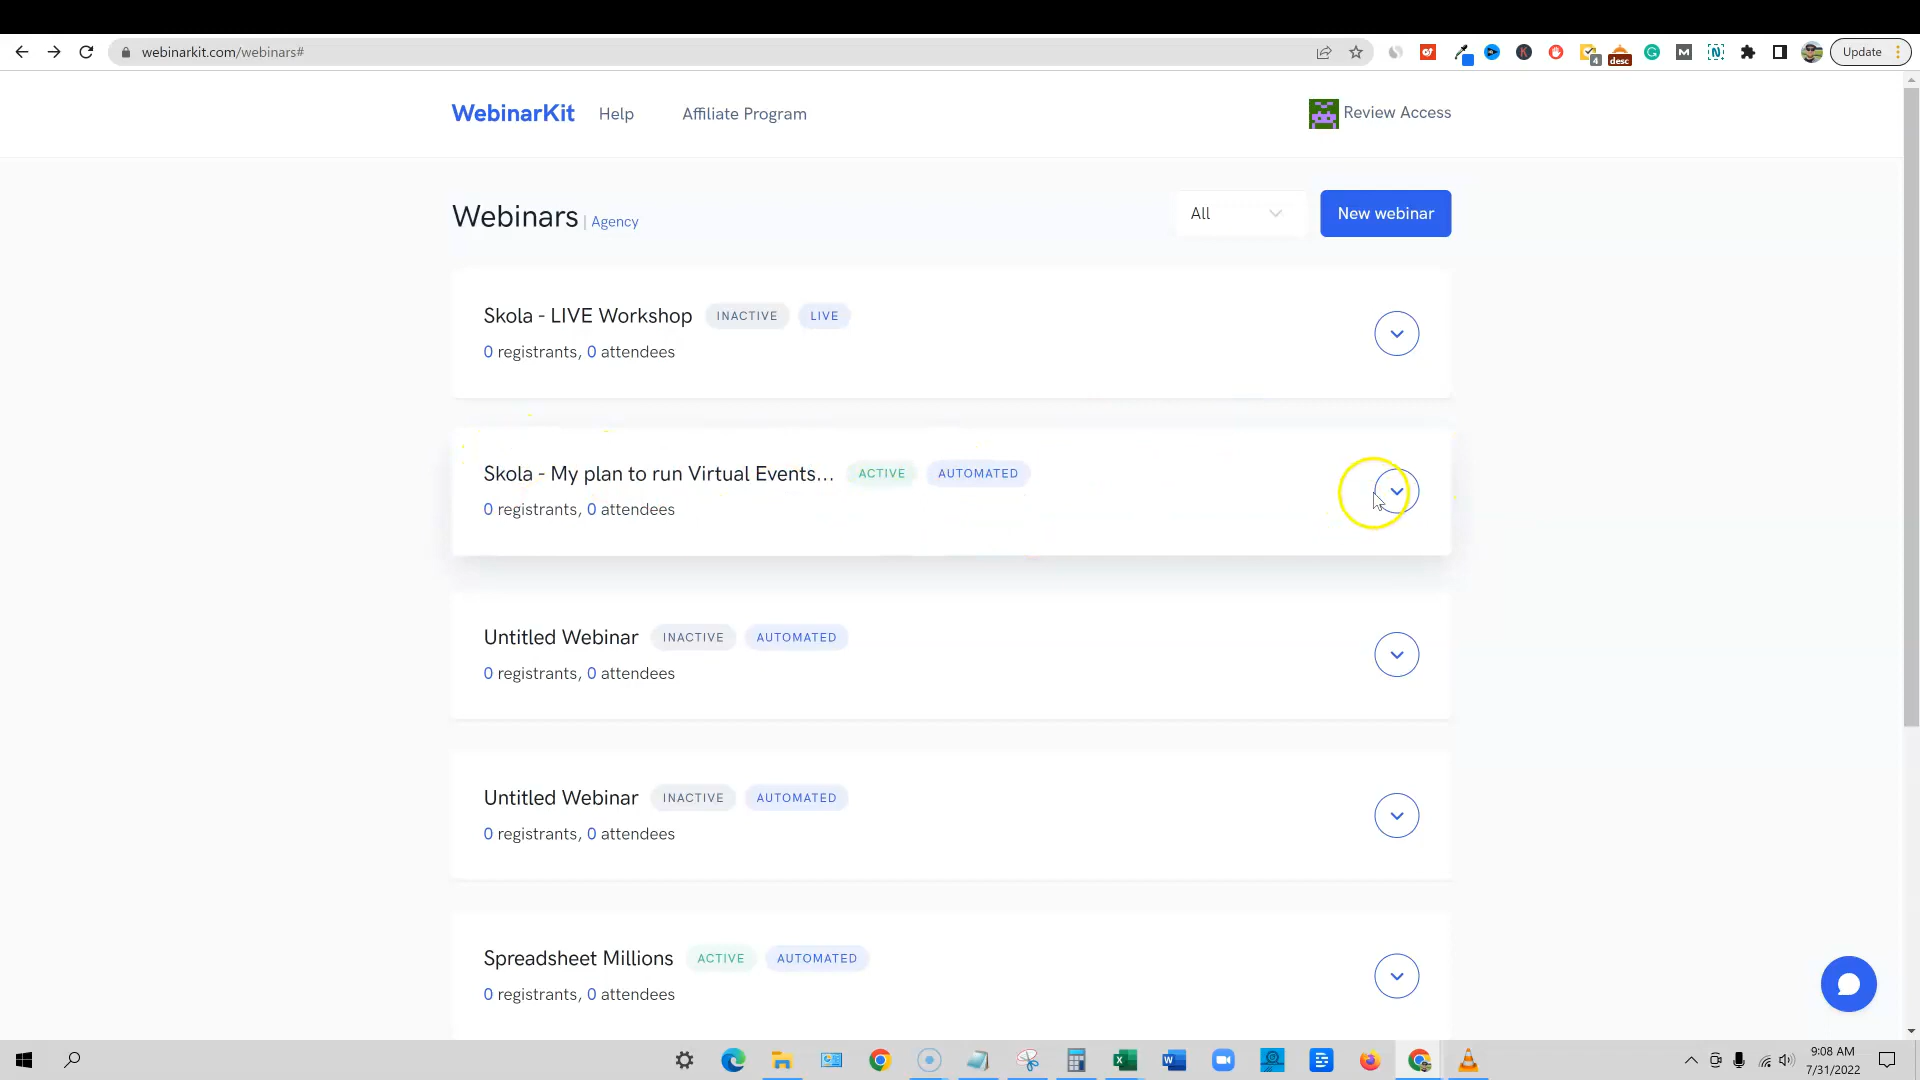 webinarkit.com/webinars#
4
desc
Update
WebinarKit Help Affiliate Program Review Access
Webinars | Agency
All
New webinar
Skola - LIVE Workshop INACTIVE LIVE
0 registrants, 0 attendees
Skola - My plan to run Virtual Events... ACTIVE AUTOMATED
0 registrants, 0 attendees
Untitled Webinar INACTIVE AUTOMATED
0 registrants, 0 attendees
Untitled Webinar INACTIVE AUTOMATED
0 registrants, 0 attendees
Spreadsheet Millions ACTIVE AUTOMATED
0 registrants, 0 attendees
9:08 AM
7/31/2022